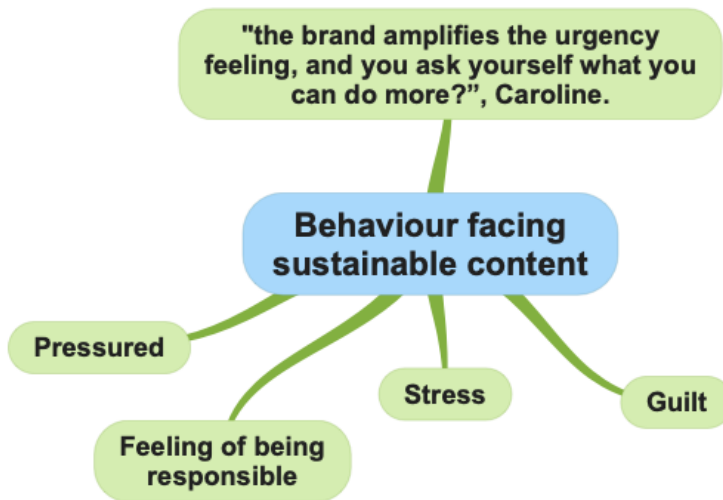 "the brand amplifies the urgency
feeling, and you ask yourself what you
can do more?”, Caroline.
Behaviour facing
sustainable content
Pressured
Stress
Guilt
Feeling of being
responsible